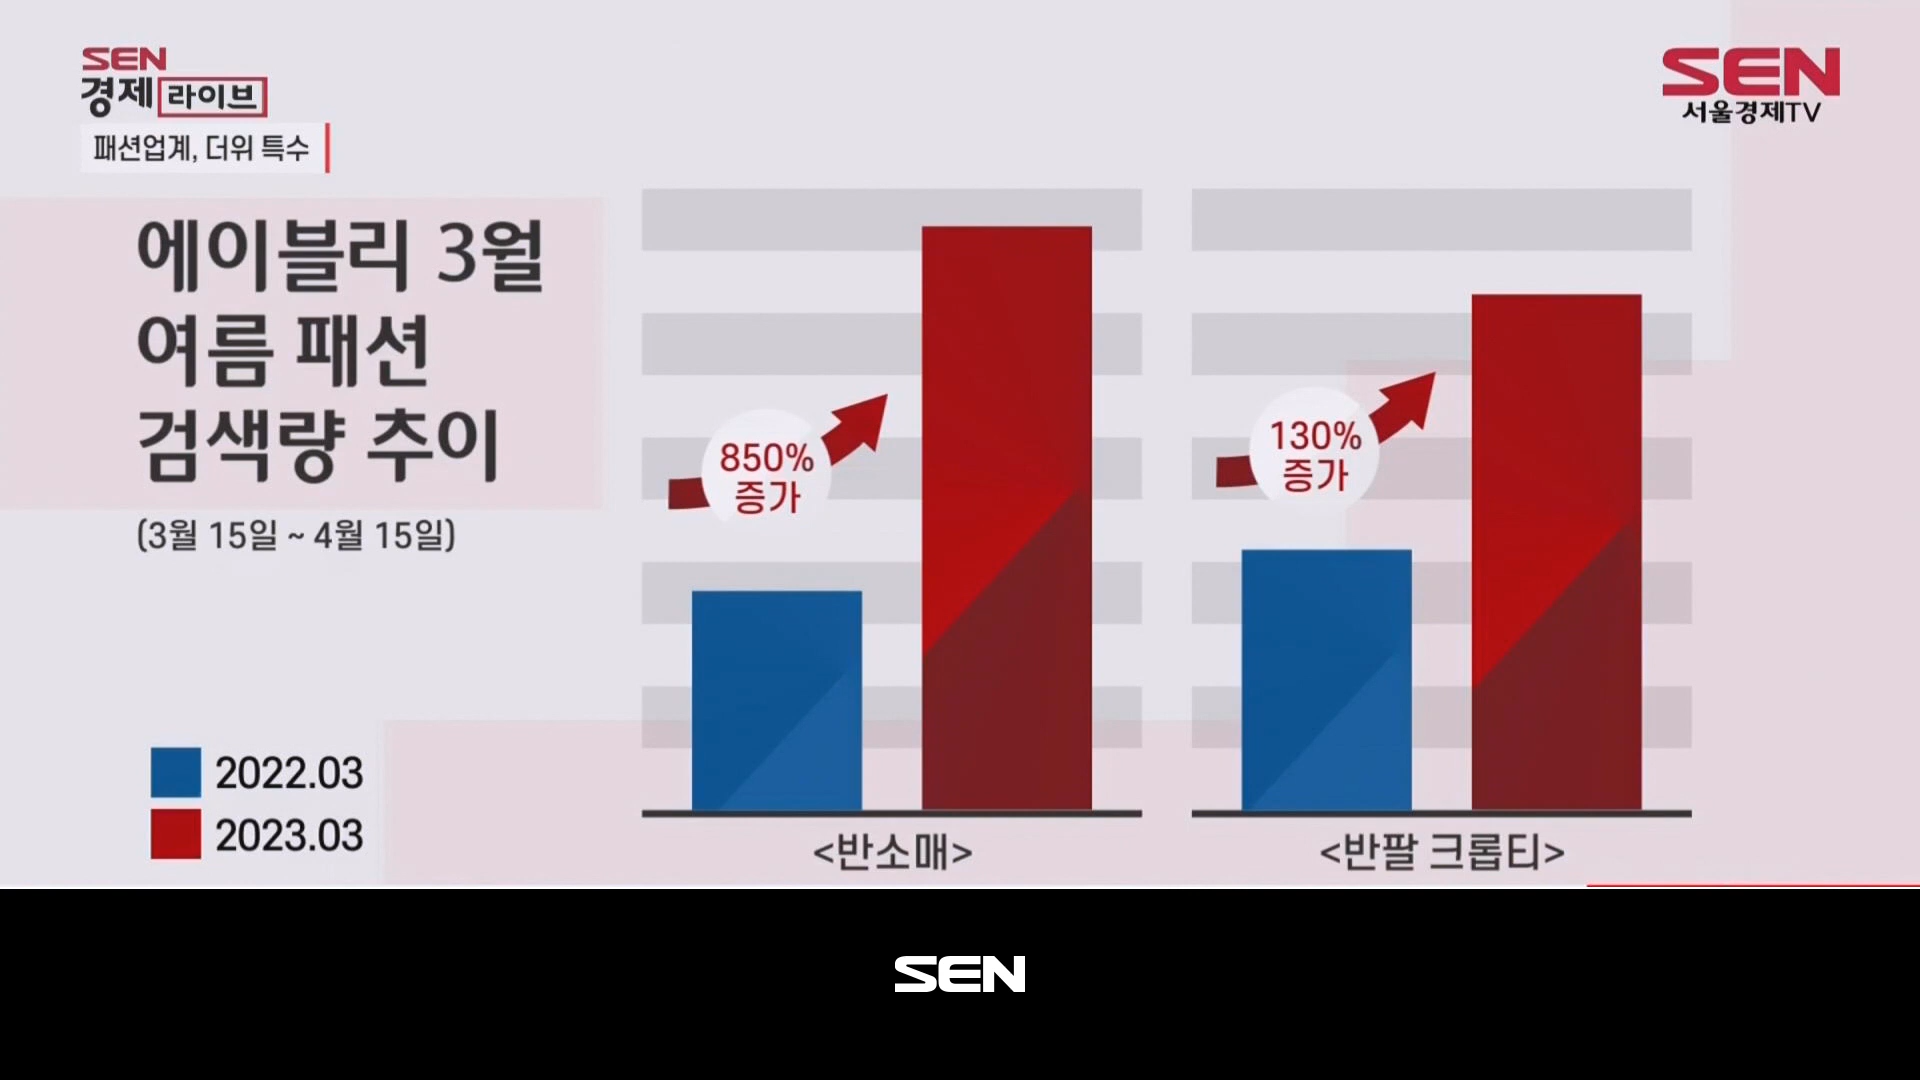 SEN
경제 라이브
패션업계, 더위 특수
SEN
서울경제TV
에이블리 3월
여름 패션
검색량 추이
(3월 15일 ~ 4월 15일)
2022.03
2023.03
850%
증가
<반소매>
130%
증가
<반팔 크롭티>
SEN